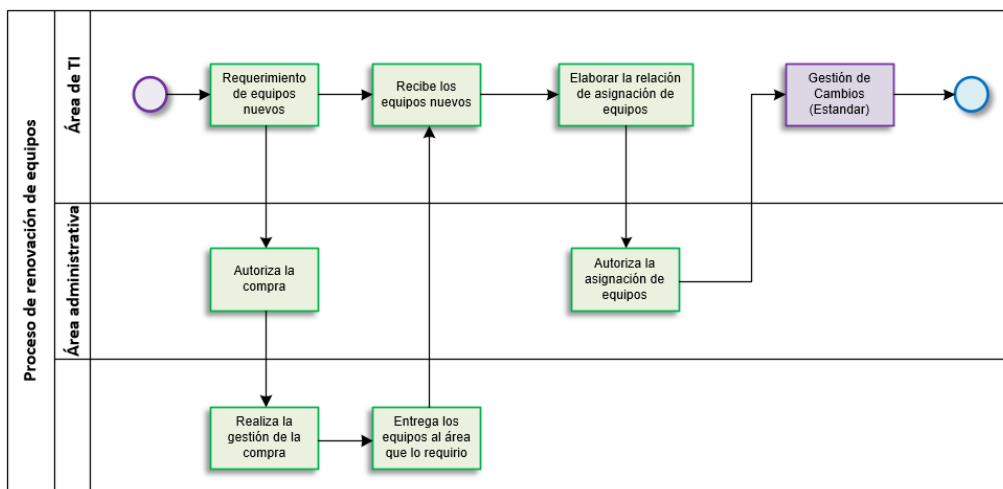 Proceso de renovación de equipos
Área de TI
Requerimiento
de equipos
nuevos
Recibe los
equipos nuevos
Elaborar la relación
de asignación de
equipos
Gestión de
Cambios
(Estandar)
Área administrativa
Autoriza la
compra
Autoriza la
asignación de
equipos
Realiza la
gestión de la
compra
Entrega los
equipos al área
que lo requirio